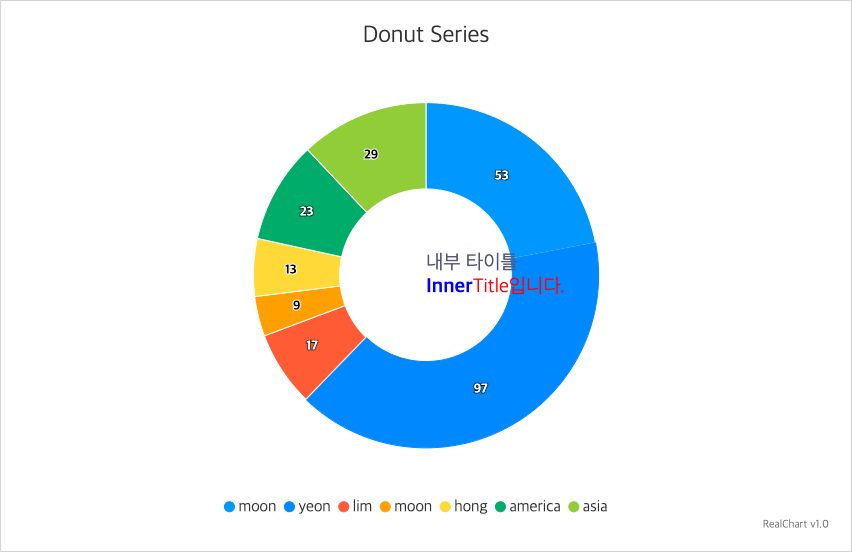 Donut Series
53
97
17
9
13
23
29
내부 타이틀
InnerTitle입니다.
moon yeon lim moon hong america asia
RealChart v1.0